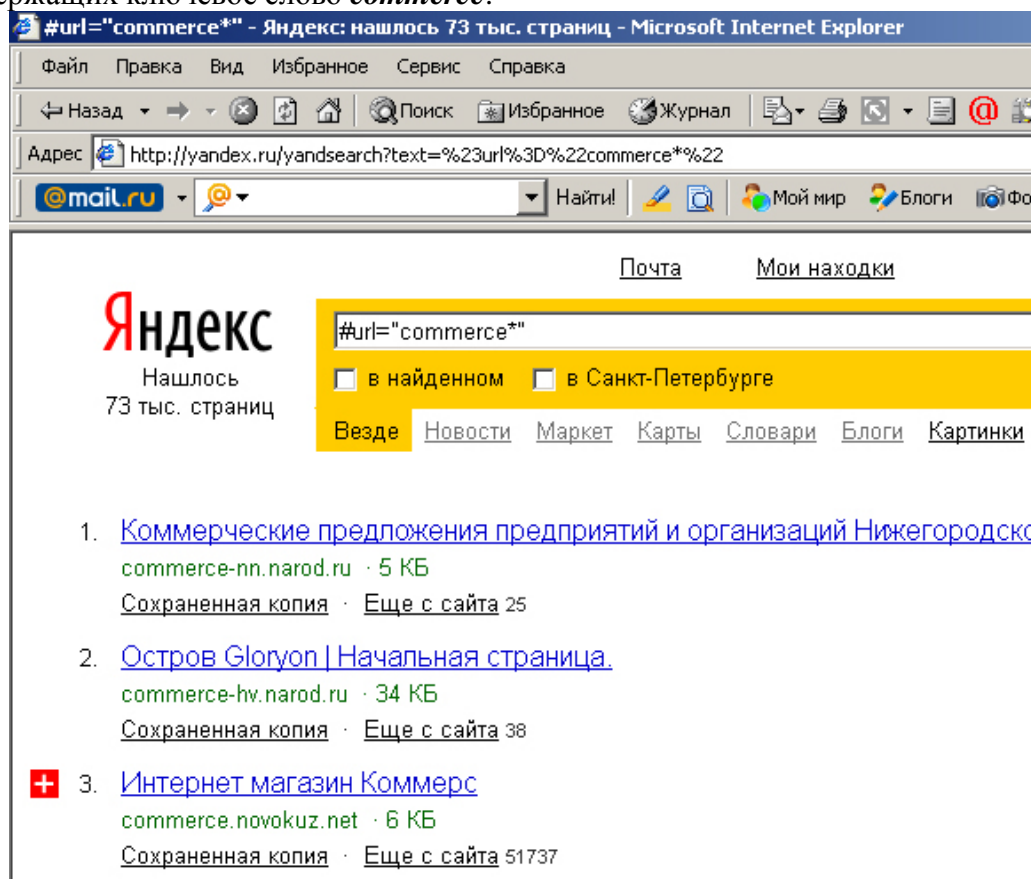 ержащих ключевое слово commerce.
#url="commerce*" - Яндекс: нашлось 73 тыс. страниц - Microsoft Internet Explorer
Файл Правка Вид Избранное Сервис Справка
Назад Поиск Избранное Журнал
Адрес http://yandex.ru/yandsearch?text=%23url%3D%22commerce*%22
@mail.ru Найти! Мой мир Блоги Фо
Почта Мои находки
Яндекс
#url="commerce*"
Нашлось
73 тыс. страниц
в найденном в Санкт-Петербурге
Везде Новости Маркет Карты Словари Блоги Картинки
1. Коммерческие предложения предприятий и организаций Нижегородско
commerce-nn.narod.ru · 5 КБ
Сохраненная копия · Еще с сайта 25
2. Остров Gloryon | Начальная страница.
commerce-hv.narod.ru · 34 КБ
Сохраненная копия · Еще с сайта 38
3. Интернет магазин Коммерс
commerce.novokuz.net · 6 КБ
Сохраненная копия · Еще с сайта 51737